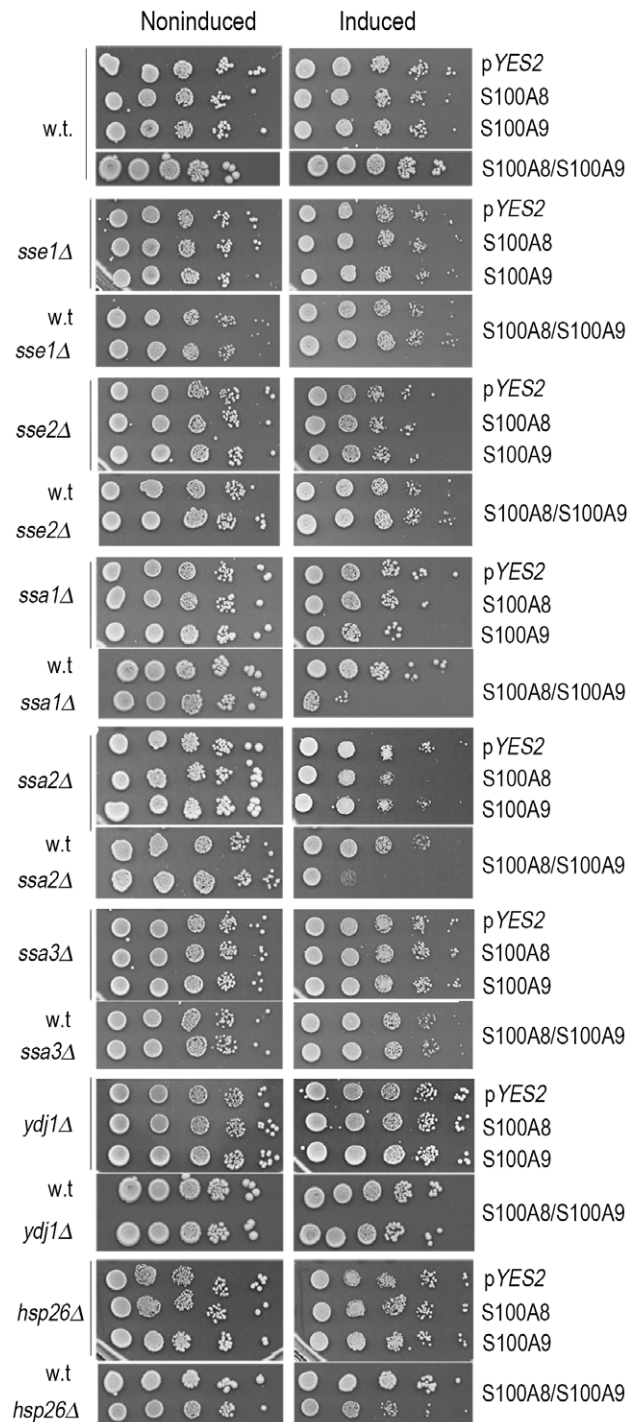 Noninduced Induced
pYES2
S100A8
w.t. S100A9
S100A8/S100A9
pYES2
sse1Δ S100A8
S100A9
w.t S100A8/S100A9
sse1Δ
pYES2
sse2Δ S100A8
S100A9
w.t S100A8/S100A9
sse2Δ
pYES2
ssa1Δ S100A8
S100A9
w.t S100A8/S100A9
ssa1Δ
pYES2
ssa2Δ S100A8
S100A9
w.t S100A8/S100A9
ssa2Δ
pYES2
ssa3Δ S100A8
S100A9
w.t S100A8/S100A9
ssa3Δ
pYES2
ydj1Δ S100A8
S100A9
w.t S100A8/S100A9
ydj1Δ
pYES2
hsp26Δ S100A8
S100A9
w.t S100A8/S100A9
hsp26Δ